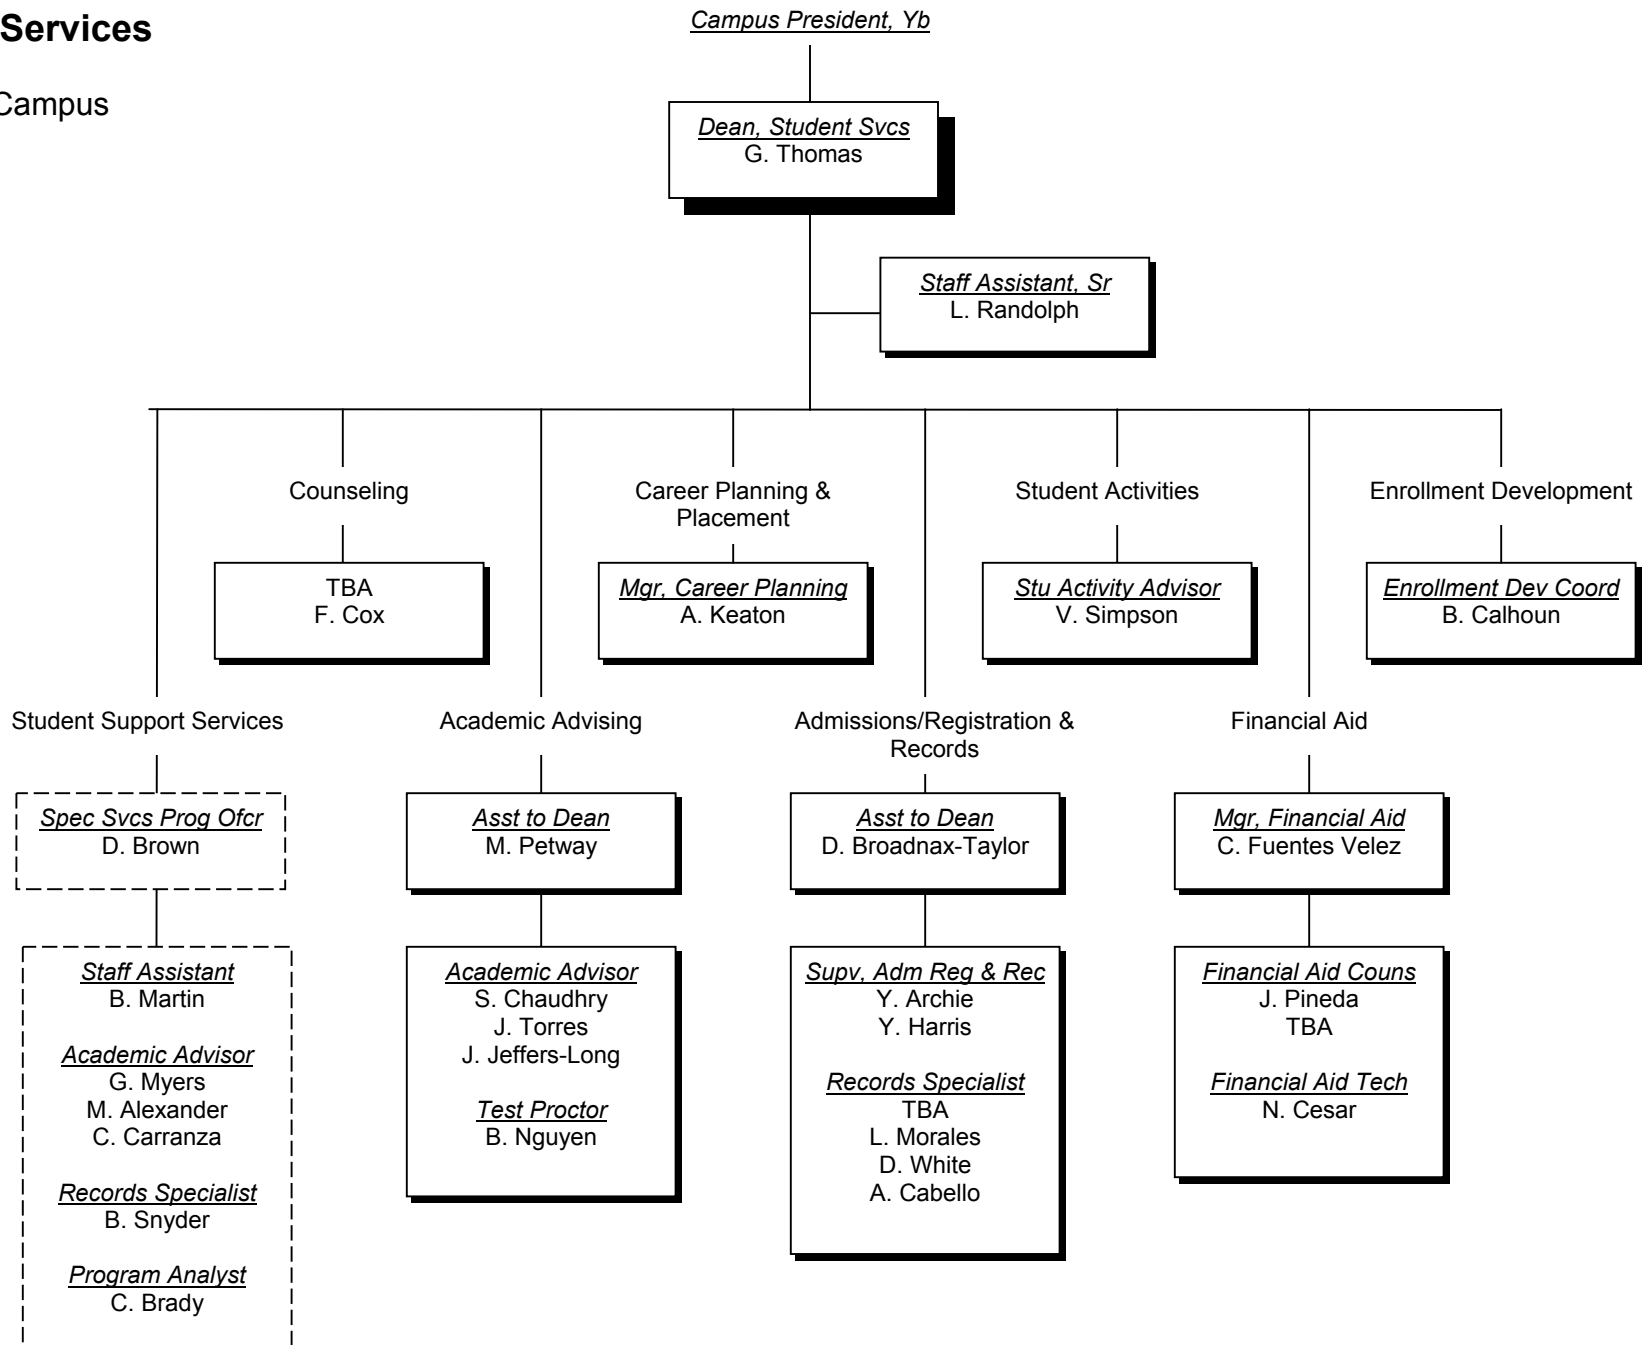 Services
Campus
Campus President, Yb
Dean, Student Svcs
G. Thomas
Staff Assistant, Sr
L. Randolph
Counseling
TBA
F. Cox
Career Planning &
Placement
Mgr, Career Planning
A. Keaton
Student Activities
Stu Activity Advisor
V. Simpson
Enrollment Development
Enrollment Dev Coord
B. Calhoun
Student Support Services
Spec Svcs Prog Ofcr
D. Brown
Staff Assistant
B. Martin
Academic Advisor
G. Myers
M. Alexander
C. Carranza
Records Specialist
B. Snyder
Program Analyst
C. Brady
Academic Advising
Asst to Dean
M. Petway
Academic Advisor
S. Chaudhry
J. Torres
J. Jeffers-Long
Test Proctor
B. Nguyen
Admissions/Registration &
Records
Asst to Dean
D. Broadnax-Taylor
Supv, Adm Reg & Rec
Y. Archie
Y. Harris
Records Specialist
TBA
L. Morales
D. White
A. Cabello
Financial Aid
Mgr, Financial Aid
C. Fuentes Velez
Financial Aid Couns
J. Pineda
TBA
Financial Aid Tech
N. Cesar